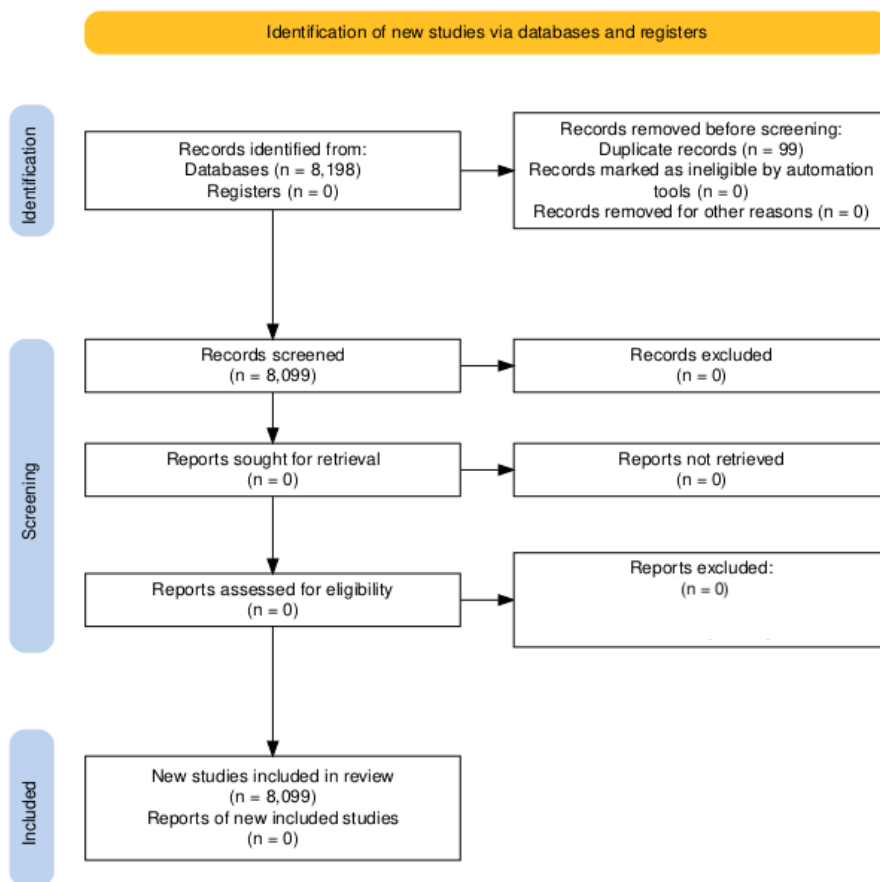 Identification of new studies via databases and registers
Identification
Records identified from:
Databases (n = 8,198)
Registers (n = 0)
Records removed before screening:
Duplicate records (n = 99)
Records marked as ineligible by automation
tools (n = 0)
Records removed for other reasons (n = 0)
Screening
Records screened
(n = 8,099)
Records excluded
(n = 0)
Reports sought for retrieval
(n = 0)
Reports not retrieved
(n = 0)
Reports assessed for eligibility
(n = 0)
Reports excluded:
(n = 0)
Included
New studies included in review
(n = 8,099)
Reports of new included studies
(n = 0)